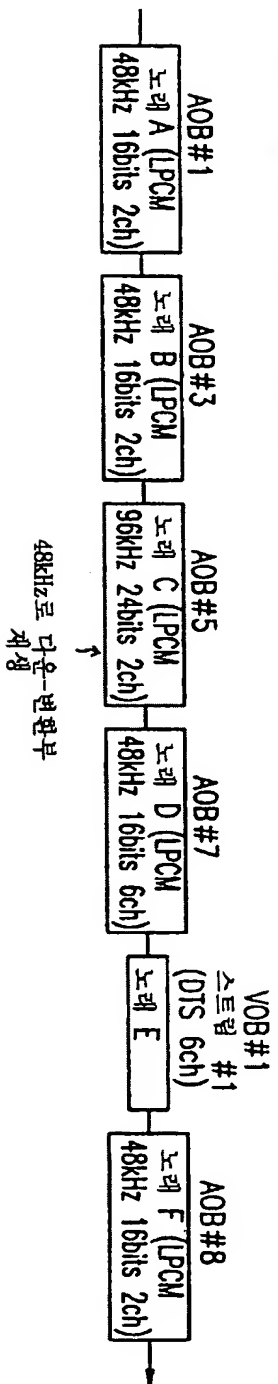 AOB#1
노래 A (LPCM
48kHz 16bits 2ch)
AOB#3
노래 B (LPCM
48kHz 16bits 2ch)
AOB#5
노래 C (LPCM
96kHz 24bits 2ch)
48kHz로 다운-변환부
재생
AOB#7
노래 D (LPCM
48kHz 16bits 6ch)
VOB#1
스트림 #1
(DTS 6ch)
노래 E
AOB#8
노래 F (LPCM
48kHz 16bits 2ch)